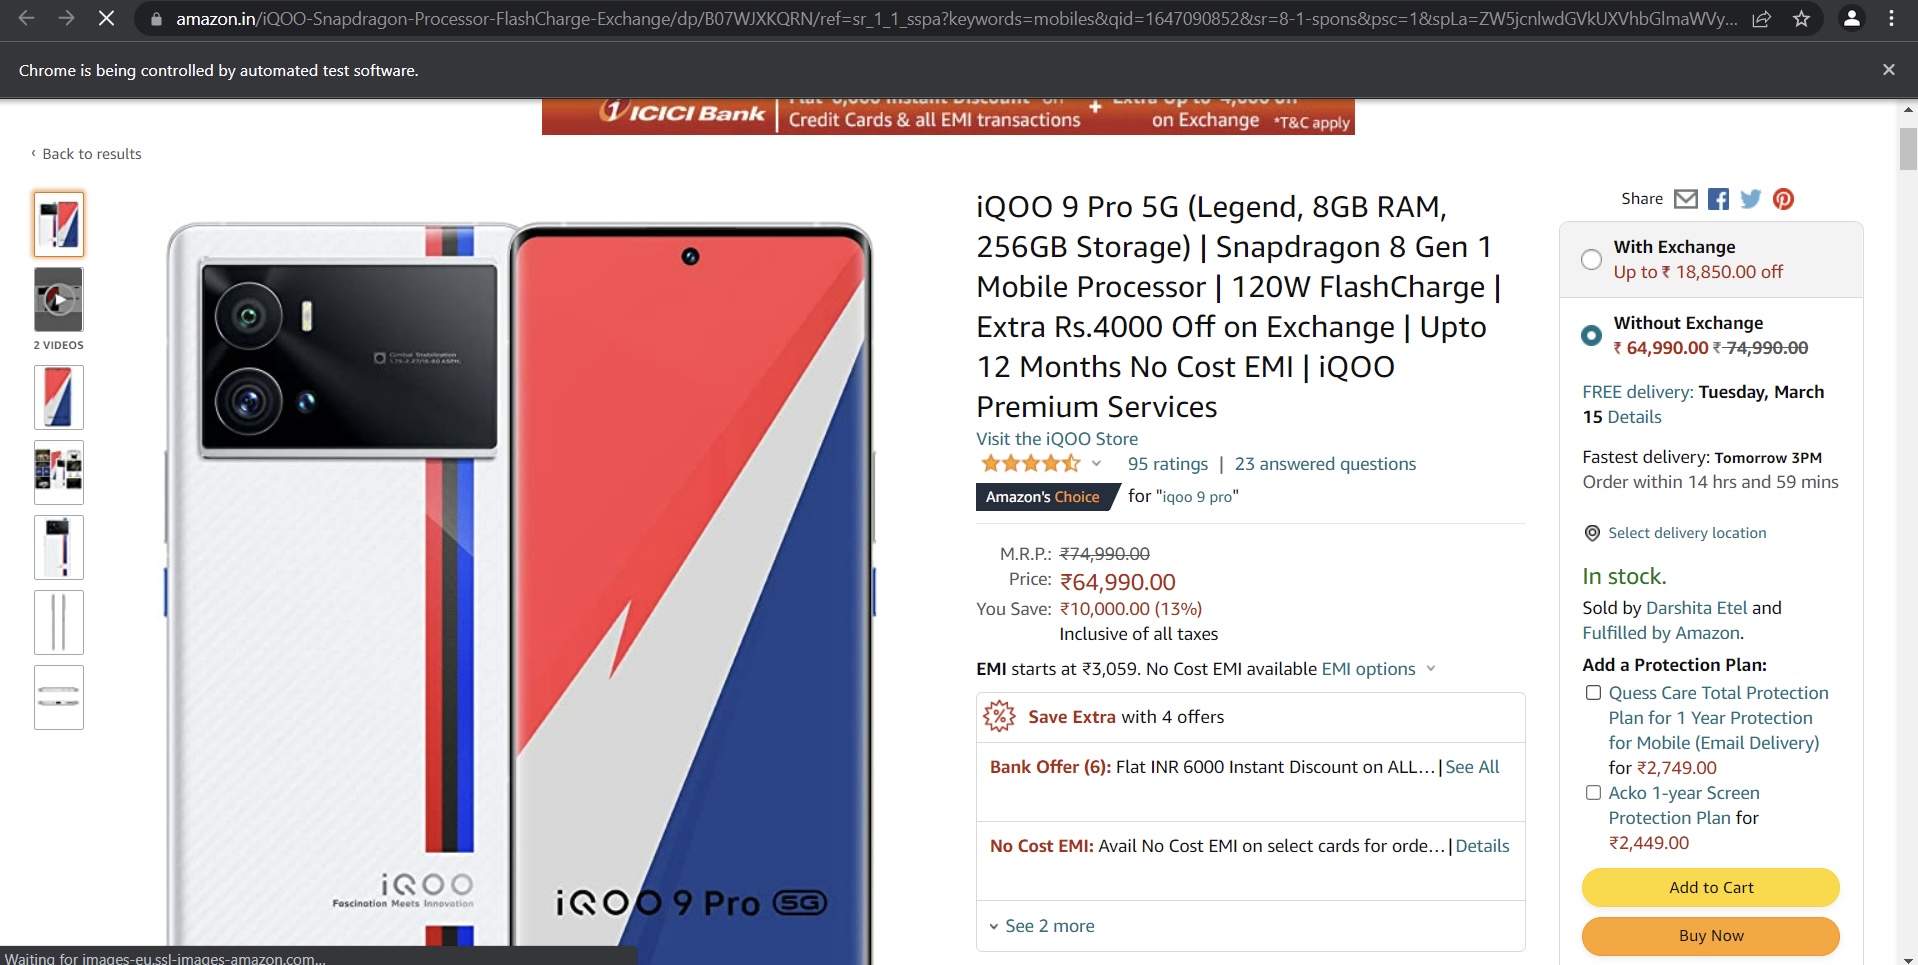 amazon.in/iQOO-Snapdragon-Processor-FlashCharge-Exchange/dp/B07WJXKQRN/ref=sr_1_1_sspa?keywords=mobiles&qid=1647090852&sr=8-1-spons&psc=1&spLa=ZW5jcnlwdGVkUXVhbGlmaWVy...
Chrome is being controlled by automated test software.
ICICI Bank
Credit Cards & all EMI transactions
+
on Exchange *T&C apply
‹ Back to results
2 VIDEOS
iQOO
Fascination Meets Innovation
iQOO 9 Pro 5G
iQOO 9 Pro 5G (Legend, 8GB RAM,
256GB Storage) | Snapdragon 8 Gen 1
Mobile Processor | 120W FlashCharge |
Extra Rs.4000 Off on Exchange | Upto
12 Months No Cost EMI | iQOO
Premium Services
Visit the iQOO Store
95 ratings | 23 answered questions
Amazon's Choice for "iqoo 9 pro"
M.R.P.: ₹74,990.00
Price: ₹64,990.00
You Save: ₹10,000.00 (13%)
Inclusive of all taxes
EMI starts at ₹3,059. No Cost EMI available EMI options
Save Extra with 4 offers
Bank Offer (6): Flat INR 6000 Instant Discount on ALL... | See All
No Cost EMI: Avail No Cost EMI on select cards for orde... | Details
See 2 more
Share
With Exchange
Up to ₹ 18,850.00 off
Without Exchange
₹ 64,990.00 ₹ 74,990.00
FREE delivery: Tuesday, March
15 Details
Fastest delivery: Tomorrow 3PM
Order within 14 hrs and 59 mins
Select delivery location
In stock.
Sold by Darshita Etel and
Fulfilled by Amazon.
Add a Protection Plan:
Quess Care Total Protection
Plan for 1 Year Protection
for Mobile (Email Delivery)
for ₹2,749.00
Acko 1-year Screen
Protection Plan for
₹2,449.00
Add to Cart
Buy Now
Waiting for images-eu.ssl-images-amazon.com...